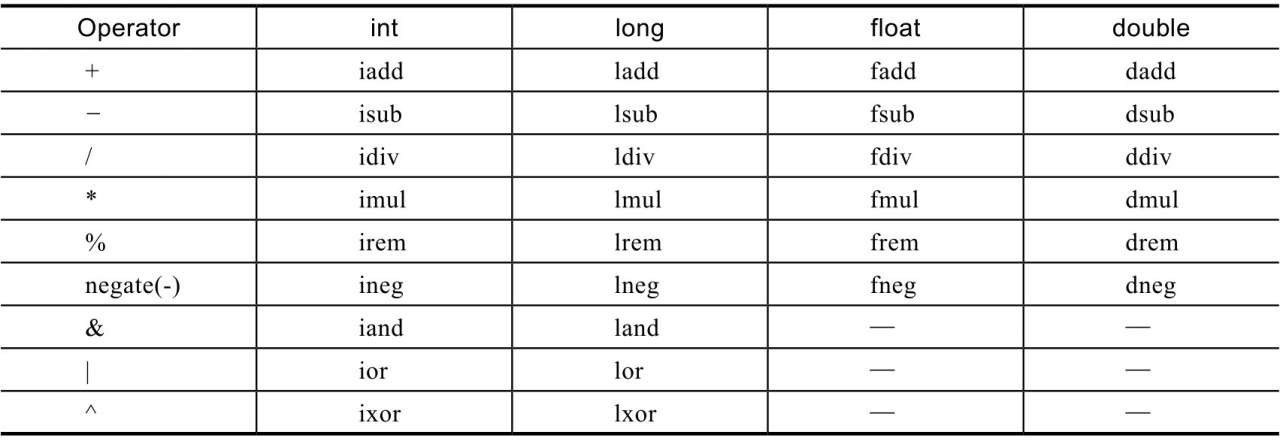 Operator int long float double
+ iadd ladd fadd dadd
− isub lsub fsub dsub
/ idiv ldiv fdiv ddiv
* imul lmul fmul dmul
% irem lrem frem drem
negate(-) ineg lneg fneg dneg
& iand land — —
| ior lor — —
^ ixor lxor — —